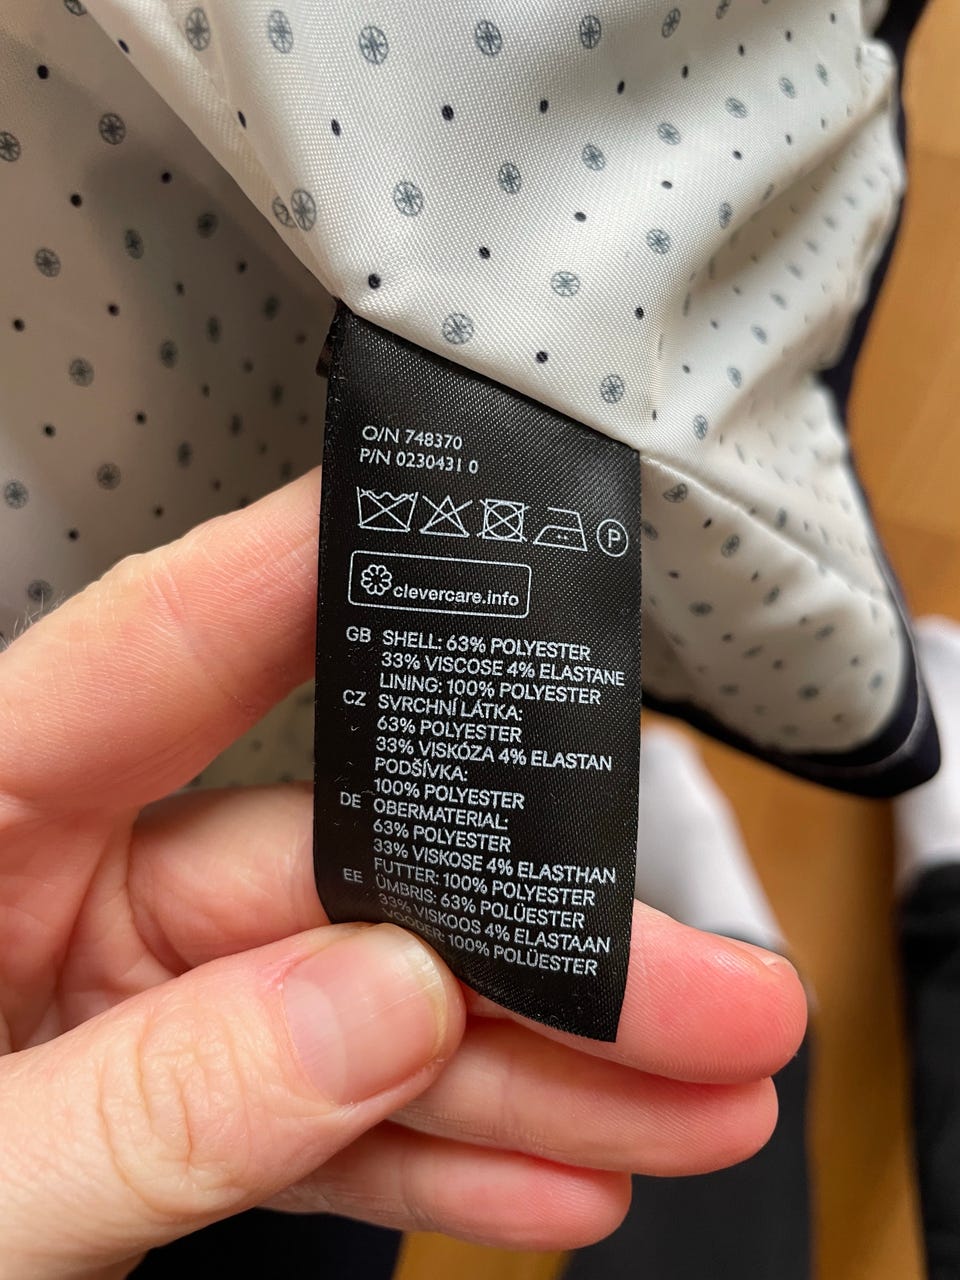 O/N 748370
P/N 0230431 0
P
clevercare.info
GB SHELL: 63% POLYESTER
33% VISCOSE 4% ELASTANE
LINING: 100% POLYESTER
CZ SVRCHNÍ LÁTKA:
63% POLYESTER
33% VISKÓZA 4% ELASTAN
PODŠÍVKA:
100% POLYESTER
DE OBERMATERIAL:
63% POLYESTER
33% VISKOSE 4% ELASTHAN
FUTTER: 100% POLYESTER
EE ÜMBRIS: 63% POLÜESTER
33% VISKOOS 4% ELASTAAN
VOODER: 100% POLÜESTER